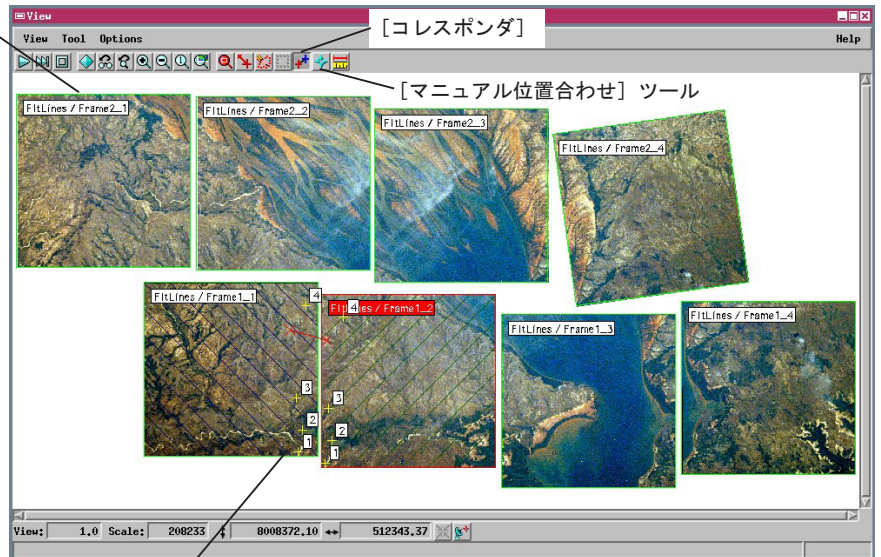 View
View Tool Options Help
[コレスポンダ]
[マニュアル位置合わせ] ツール
FltLines / Frame2_1
FltLines / Frame2_2
FltLines / Frame2_3
FltLines / Frame2_4
FltLines / Frame1_1
FltLines / Frame1_2
FltLines / Frame1_3
FltLines / Frame1_4
4
4
3
3
2
2
1
1
View: 1.0 Scale: 208233 8008372.10 512343.37